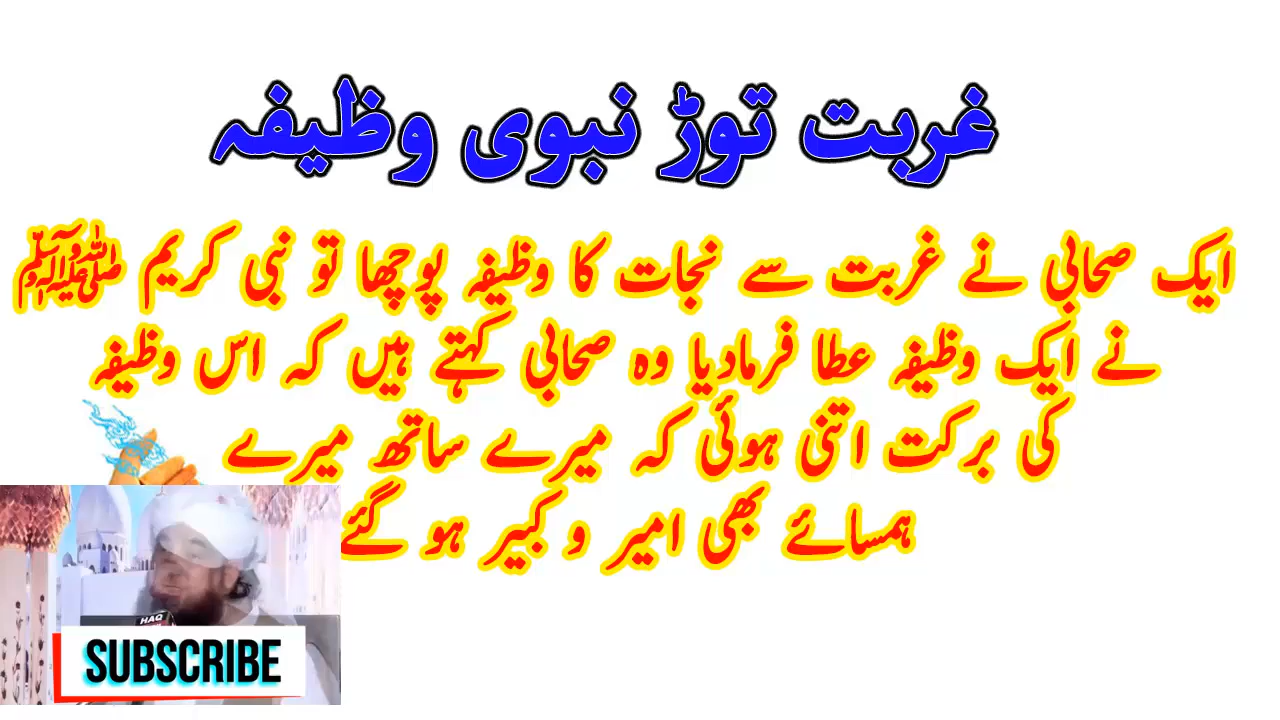 غربت توڑ نبوی وظیفہ
ایک صحابی نے غربت سے نجات کا وظیفہ پوچھا تو نبی کریم ﷺ
نے ایک وظیفہ عطا فرمادیا وہ صحابی کہتے ہیں کہ اس وظیفہ
کی برکت اتنی ہوئی کہ میرے ساتھ میرے
ہمسائے بھی امیر و کبیر ہو گئے
HAQ
SUBSCRIBE